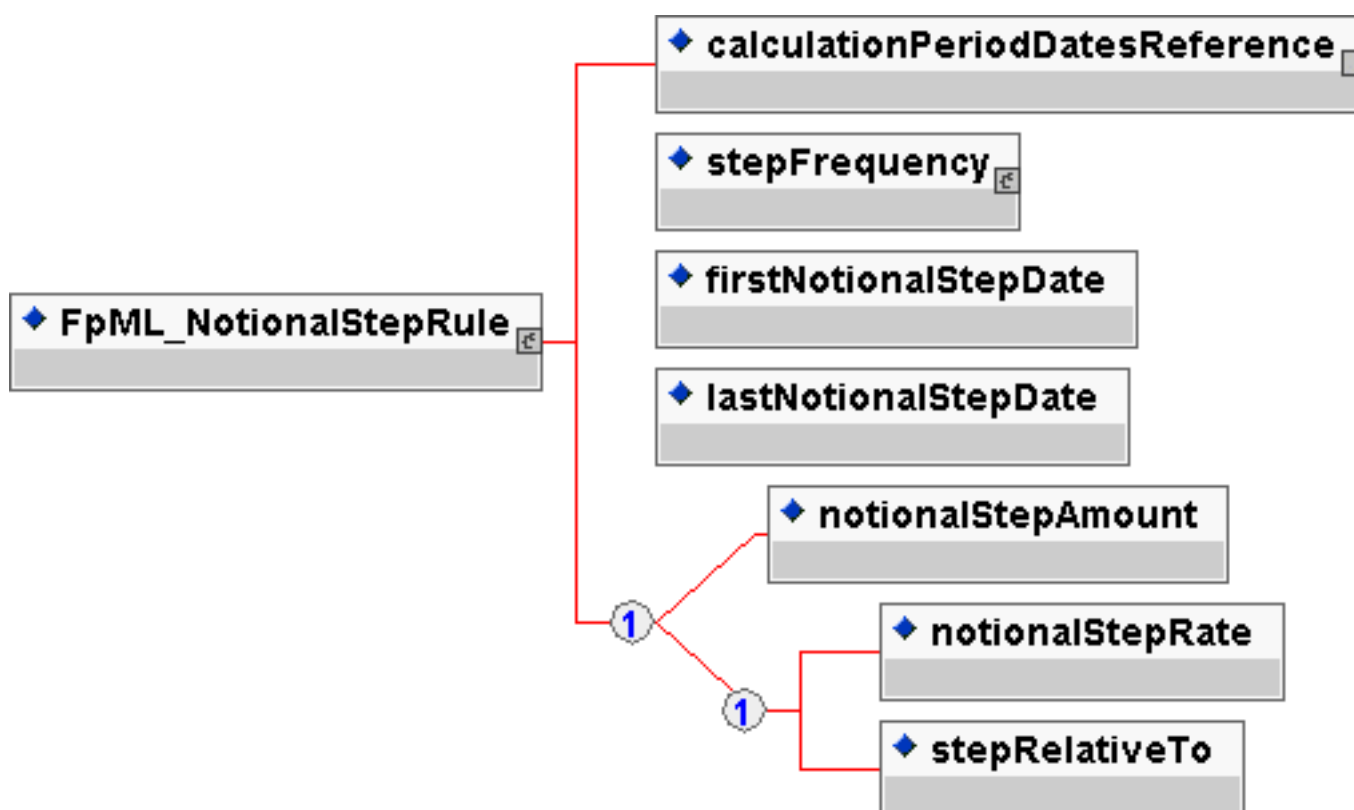 calculationPeriodDatesReference
stepFrequency
firstNotionalStepDate
FpML_NotionalStepRule
lastNotionalStepDate
notionalStepAmount
1
notionalStepRate
1
stepRelativeTo